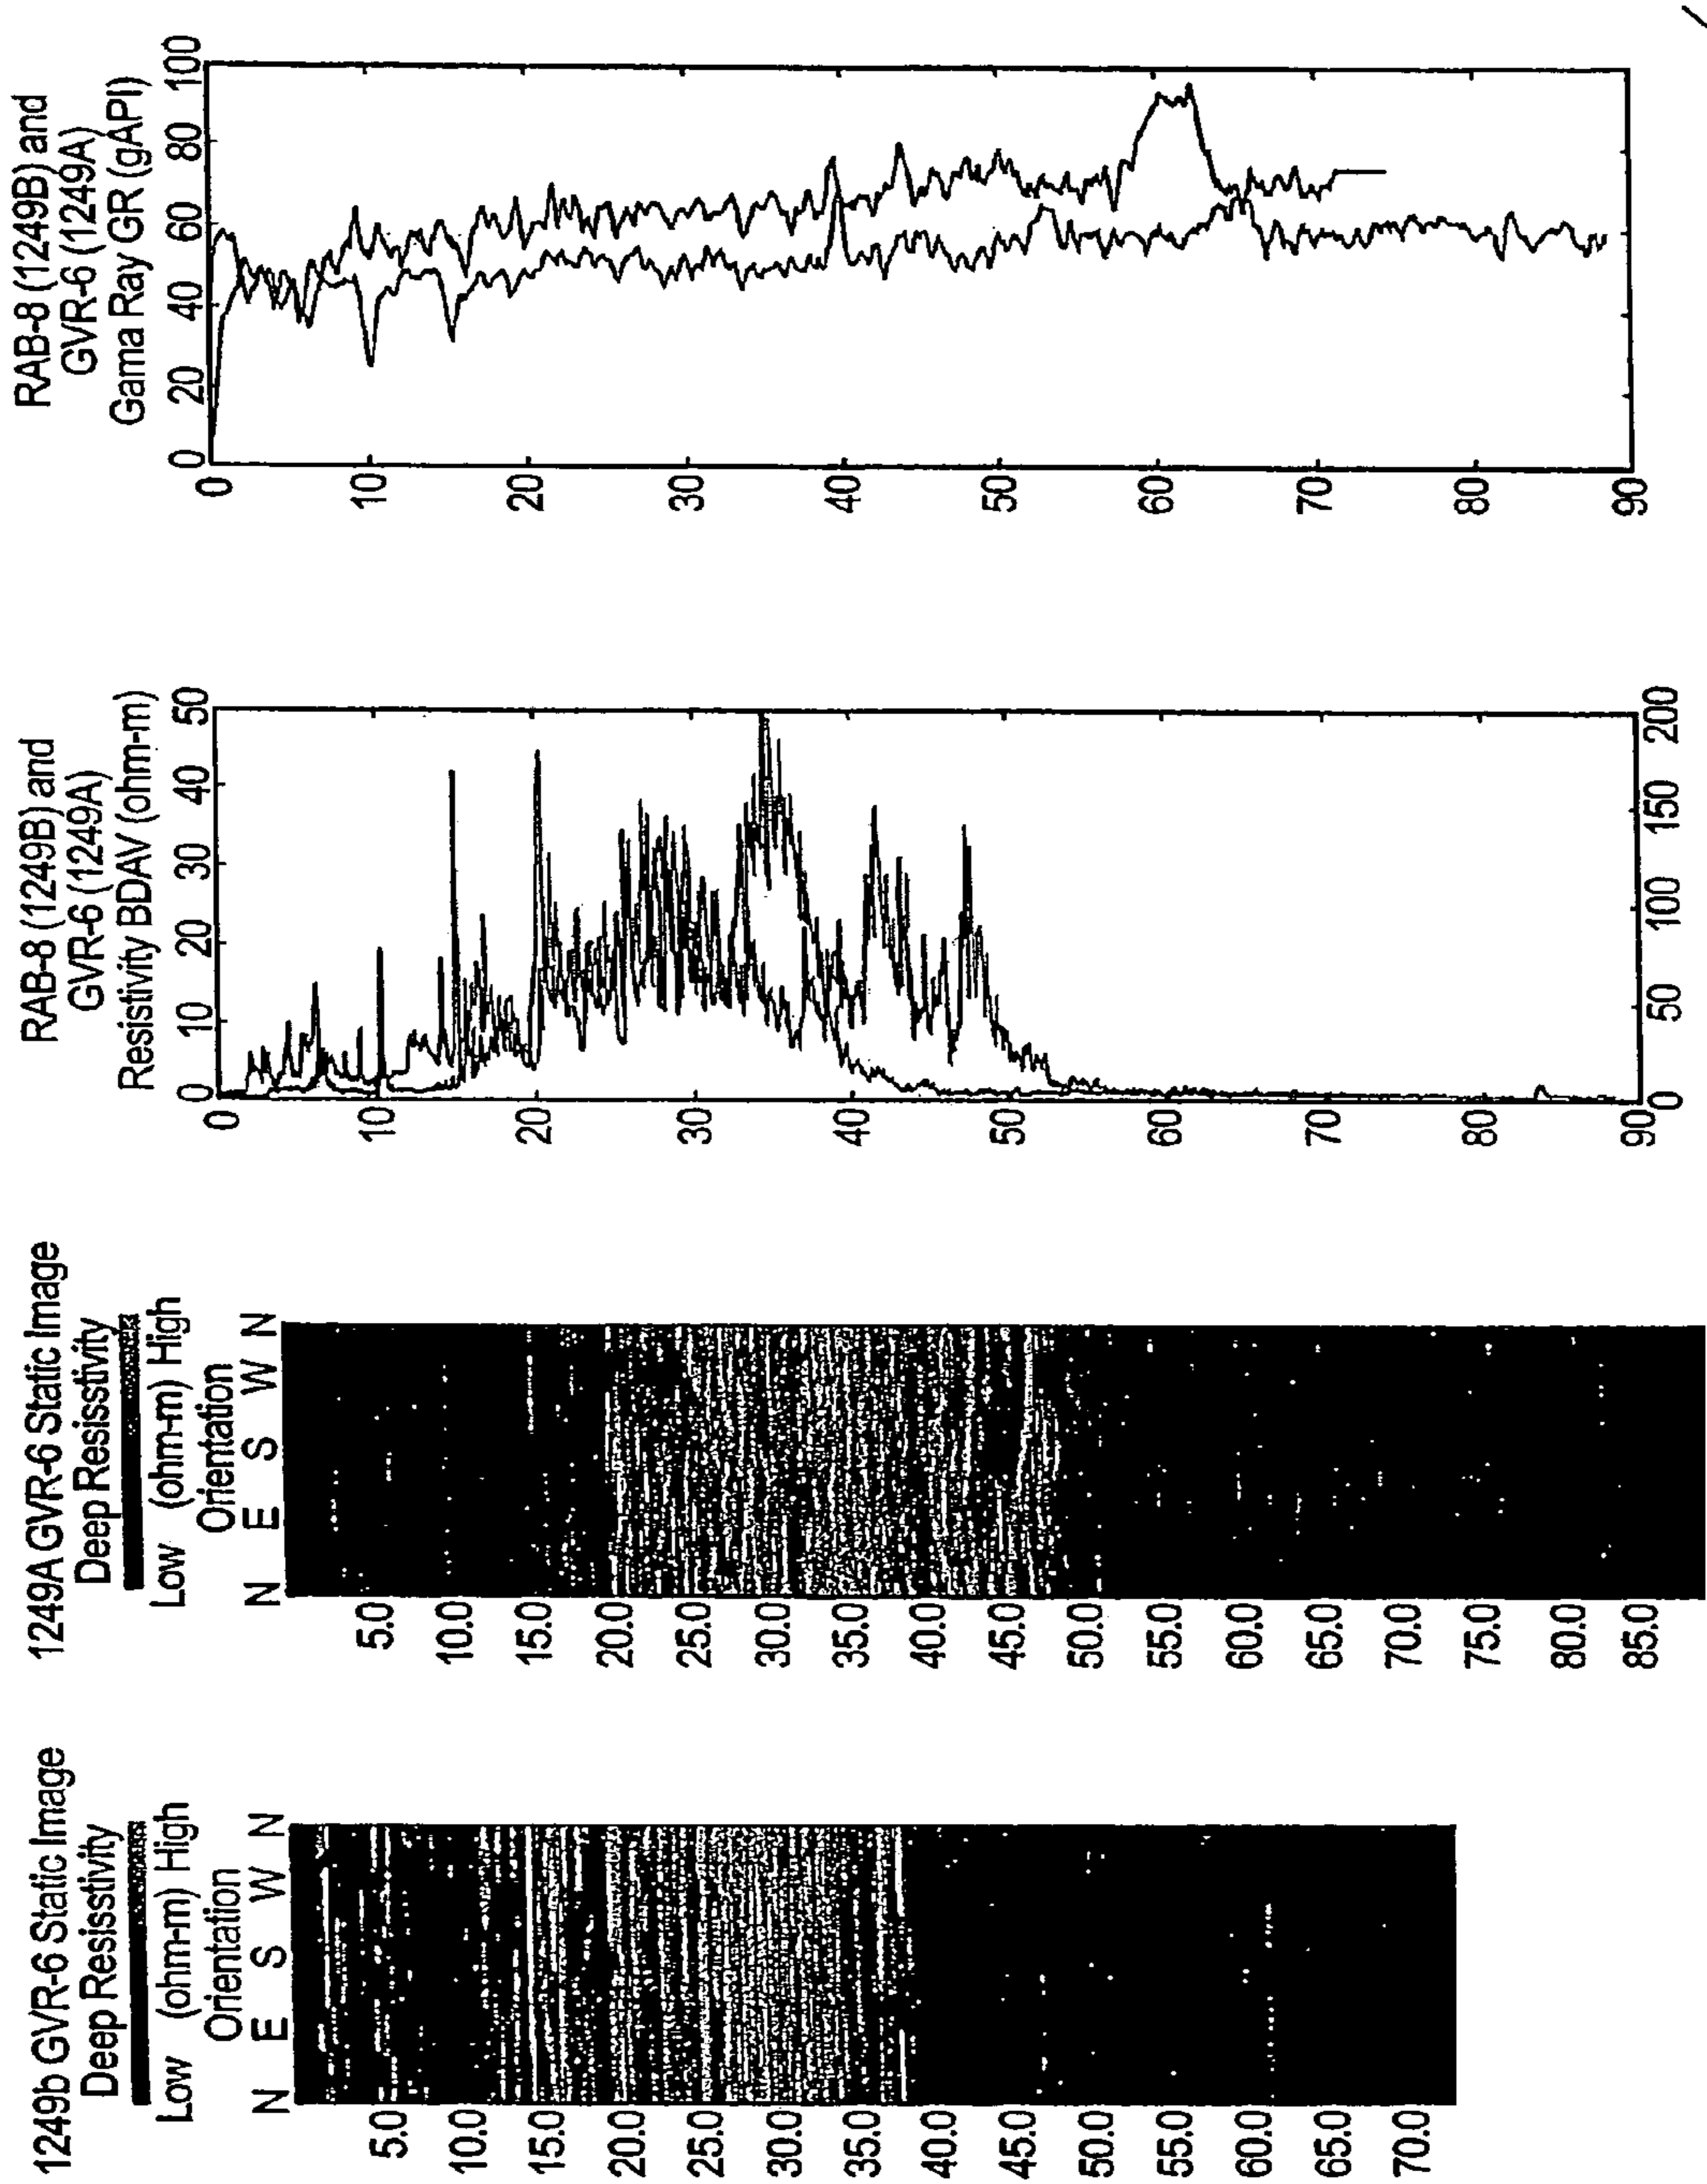 1249b GVR-6 Static Image
Deep Resisstivity
Low (ohm-m) High
Orientation
N E S W N
5.0
10.0
15.0
20.0
25.0
30.0
35.0
40.0
45.0
50.0
55.0
60.0
65.0
70.0
1249A GVR-6 Static Image
Deep Resisstivity
Low (ohm-m) High
Orientation
N E S W N
5.0
10.0
15.0
20.0
25.0
30.0
35.0
40.0
45.0
50.0
55.0
60.0
65.0
70.0
75.0
80.0
85.0
RAB-8 (1249B) and
GVR-6 (1249A)
Resistivity BDAV (ohm-m)
0 10 20 30 40 50
0
10
20
30
40
50
60
70
80
90
0 50 100 150 200
RAB-8 (1249B) and
GVR-6 (1249A)
Gama Ray GR (gAPI)
0 20 40 60 80 100
0
10
20
30
40
50
60
70
80
90